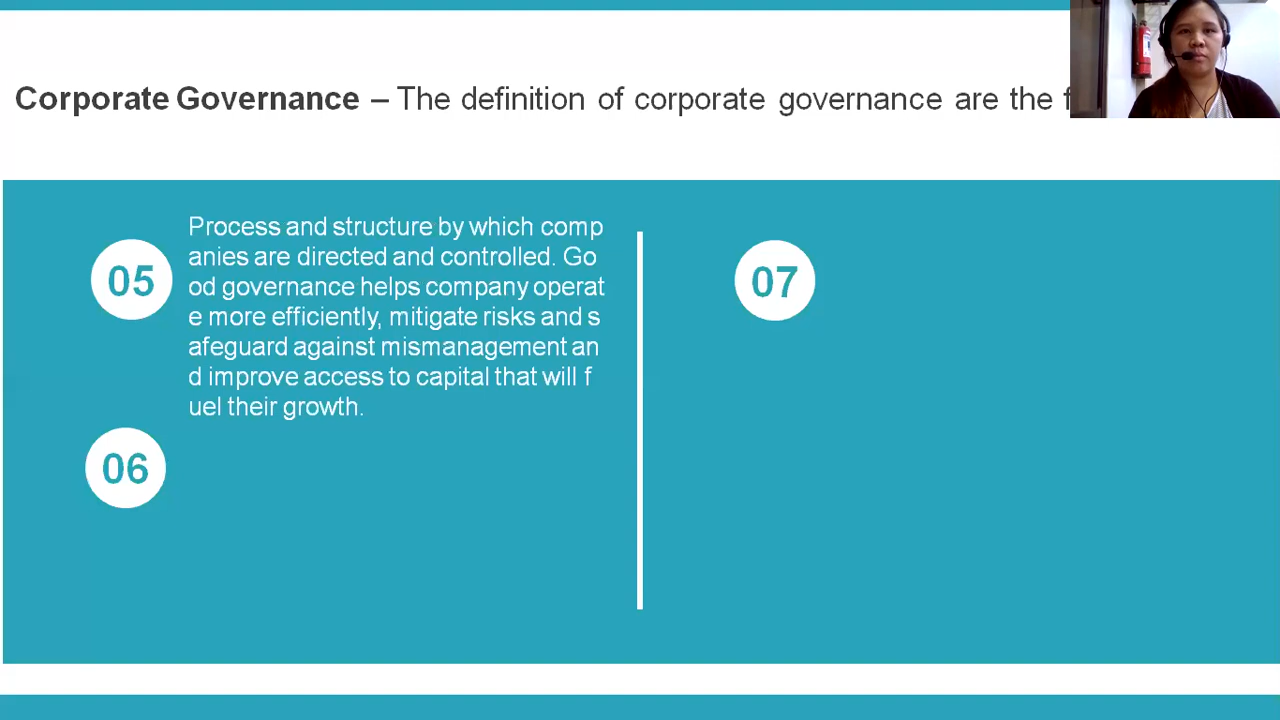 Corporate Governance – The definition of corporate governance are the
05
Process and structure by which comp
anies are directed and controlled. Go
od governance helps company operat
e more efficiently, mitigate risks and s
afeguard against mismanagement an
d improve access to capital that will f
uel their growth.
06
07